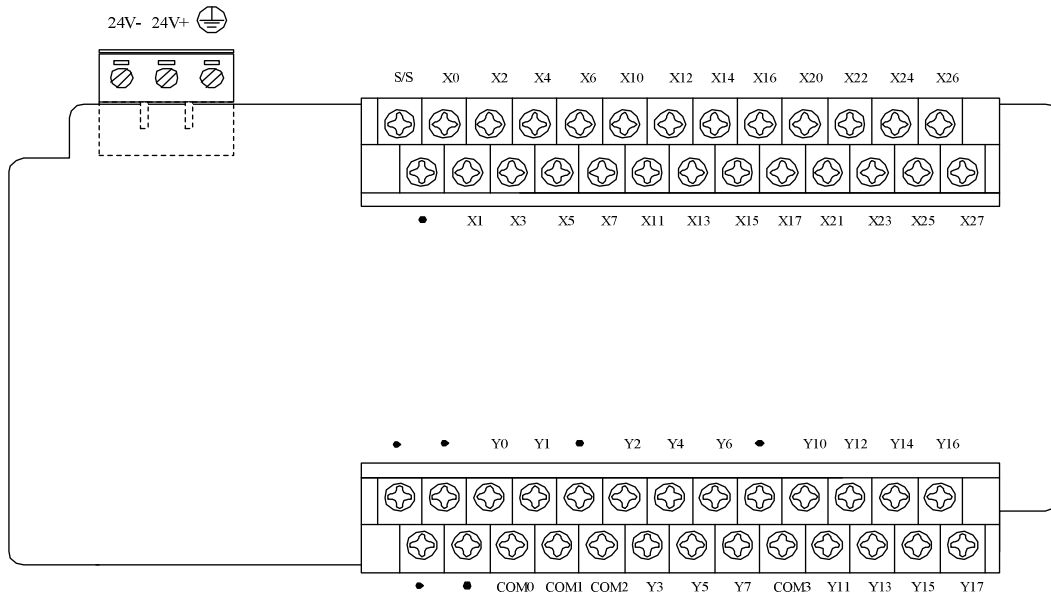 24V- 24V+
S/S X0 X2 X4 X6 X10 X12 X14 X16 X20 X22 X24 X26
X1 X3 X5 X7 X11 X13 X15 X17 X21 X23 X25 X27
Y0 Y1 Y2 Y4 Y6 Y10 Y12 Y14 Y16
COM0 COM1 COM2 Y3 Y5 Y7 COM3 Y11 Y13 Y15 Y17